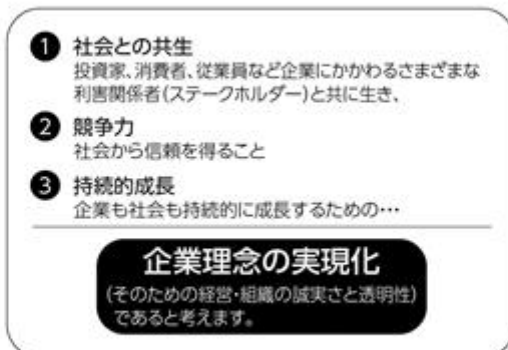 1 社会との共生
投資家、消費者、従業員など企業にかかわるさまざまな
利害関係者(ステークホルダー)と共に生き、
2 競争力
社会から信頼を得ること
3 持続的成長
企業も社会も持続的に成長するための…
企業理念の実現化
(そのための経営・組織の誠実さと透明性)
であると考えます。